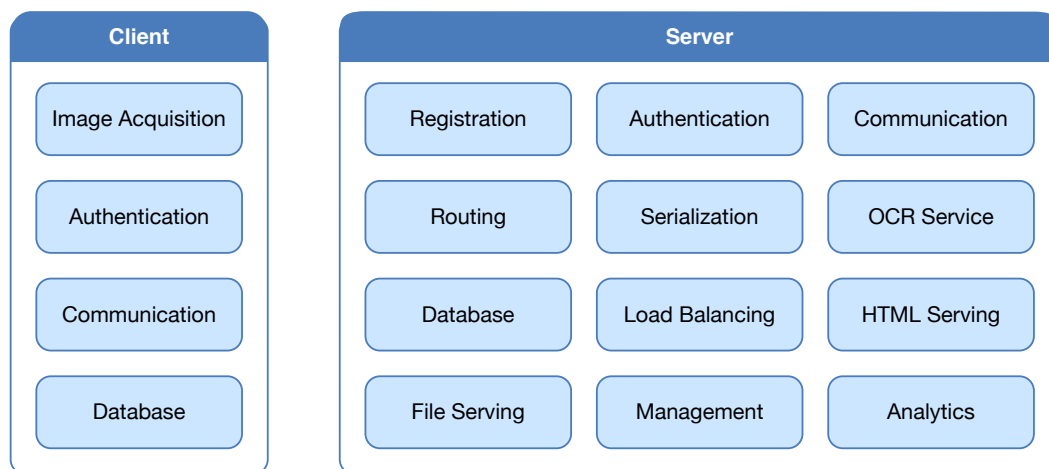 Client
Image Acquisition
Authentication
Communication
Database
Server
Registration
Authentication
Communication
Routing
Serialization
OCR Service
Database
Load Balancing
HTML Serving
File Serving
Management
Analytics